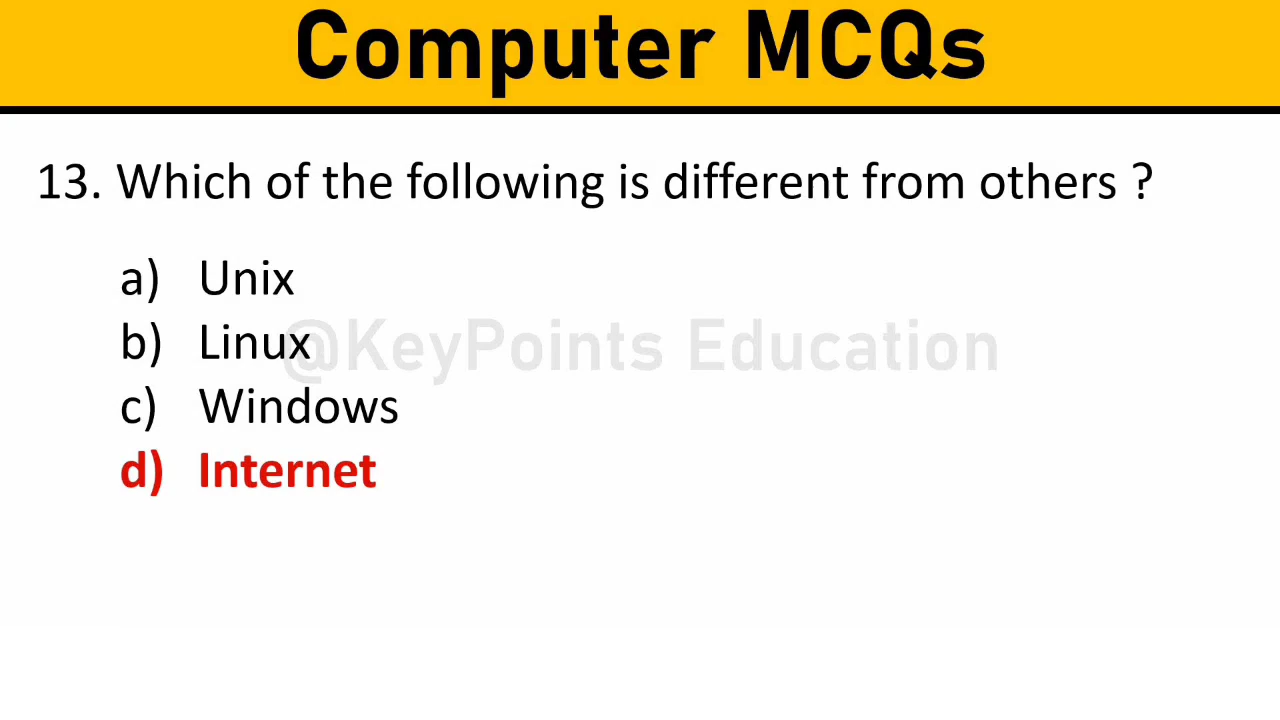 Computer MCQs
13. Which of the following is different from others ?
a) Unix
b) Linux
@KeyPoints Education
c) Windows
d) Internet